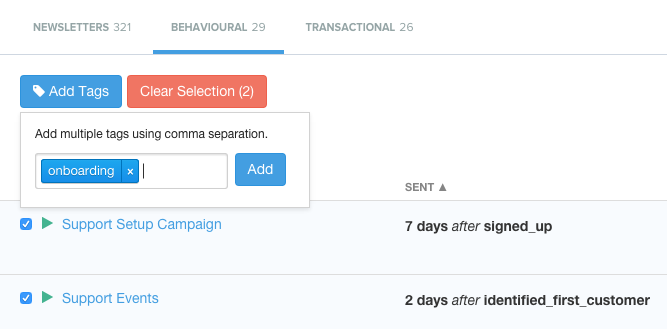 NEWSLETTERS 321 BEHAVIOURAL 29 TRANSACTIONAL 26
Add Tags Clear Selection (2)
Add multiple tags using comma separation.
onboarding × Add
SENT ▲
Support Setup Campaign 7 days after signed_up
Support Events 2 days after identified_first_customer